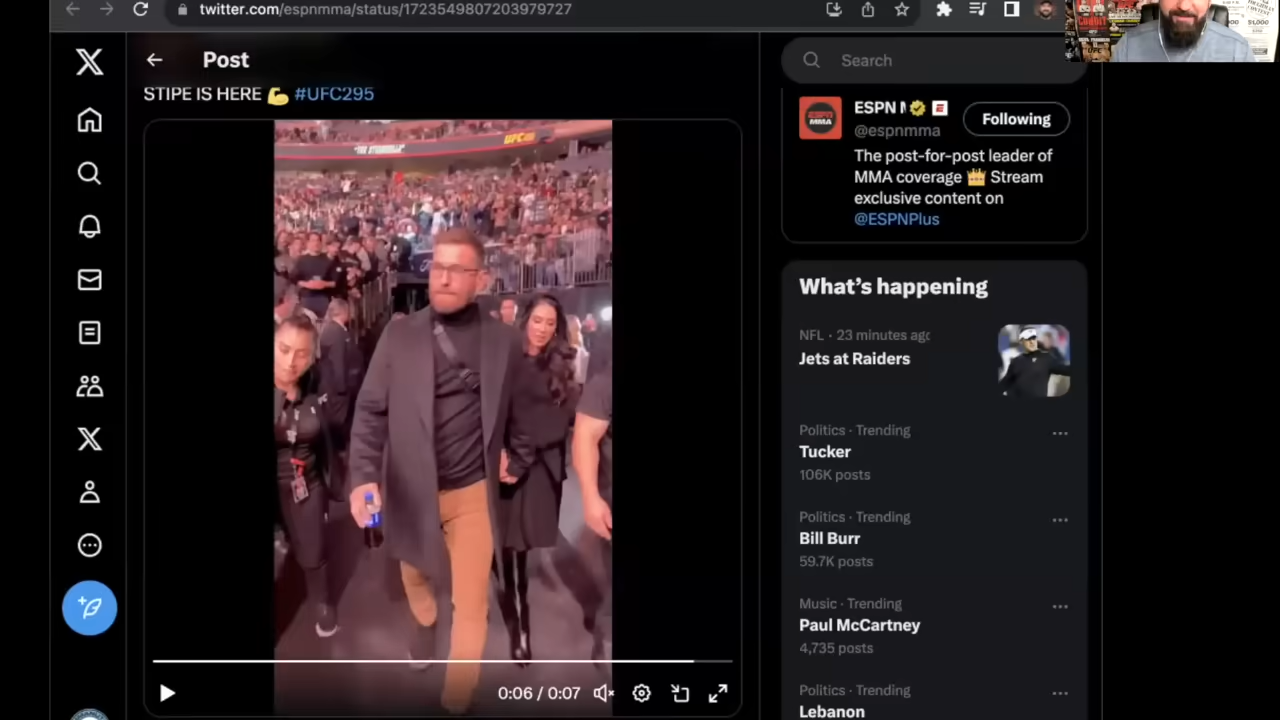 twitter.com/espnmma/status/1723549807203979727
Post
STIPE IS HERE 💪 #UFC295
Search
ESPN
@espnmma
Following
The post-for-post leader of
MMA coverage 👑 Stream
exclusive content on
@ESPNPlus
What's happening
NFL · 23 minutes ago
Jets at Raiders
Politics · Trending
Tucker
106K posts
Politics · Trending
Bill Burr
59.7K posts
Music · Trending
Paul McCartney
4,735 posts
Politics · Trending
Lebanon
0:06 / 0:07
ESPN
MMA